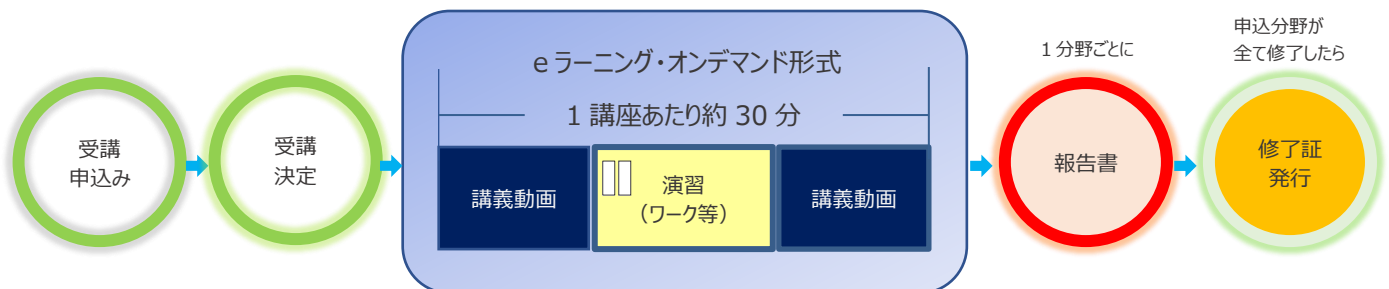 受講
申込み
受講
決定
eラーニング・オンデマンド形式
1 講座あたり約 30 分
講義動画
演習
（ワーク等）
講義動画
1 分野ごとに
報告書
申込分野が
全て修了したら
修了証
発行